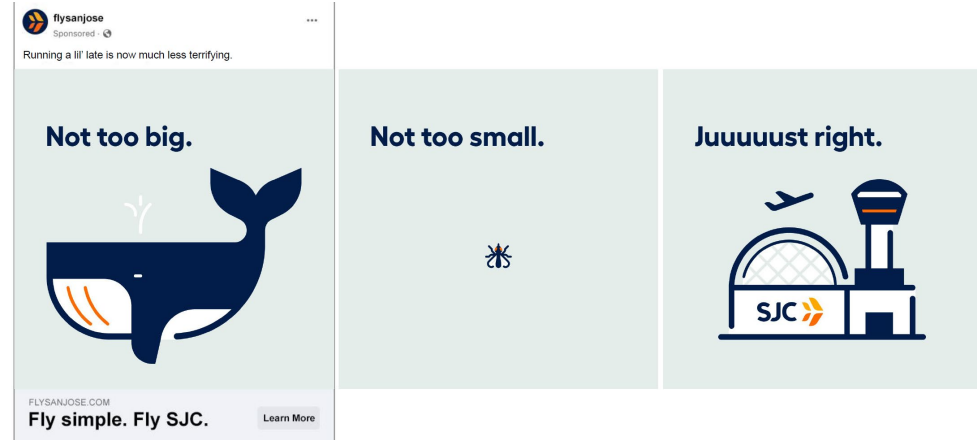 flysanjose
Sponsored ·
Running a lil' late is now much less terrifying.
Not too big.
Not too small.
Juuuuust right.
SJC
FLYSANJOSE.COM
Fly simple. Fly SJC.
Learn More